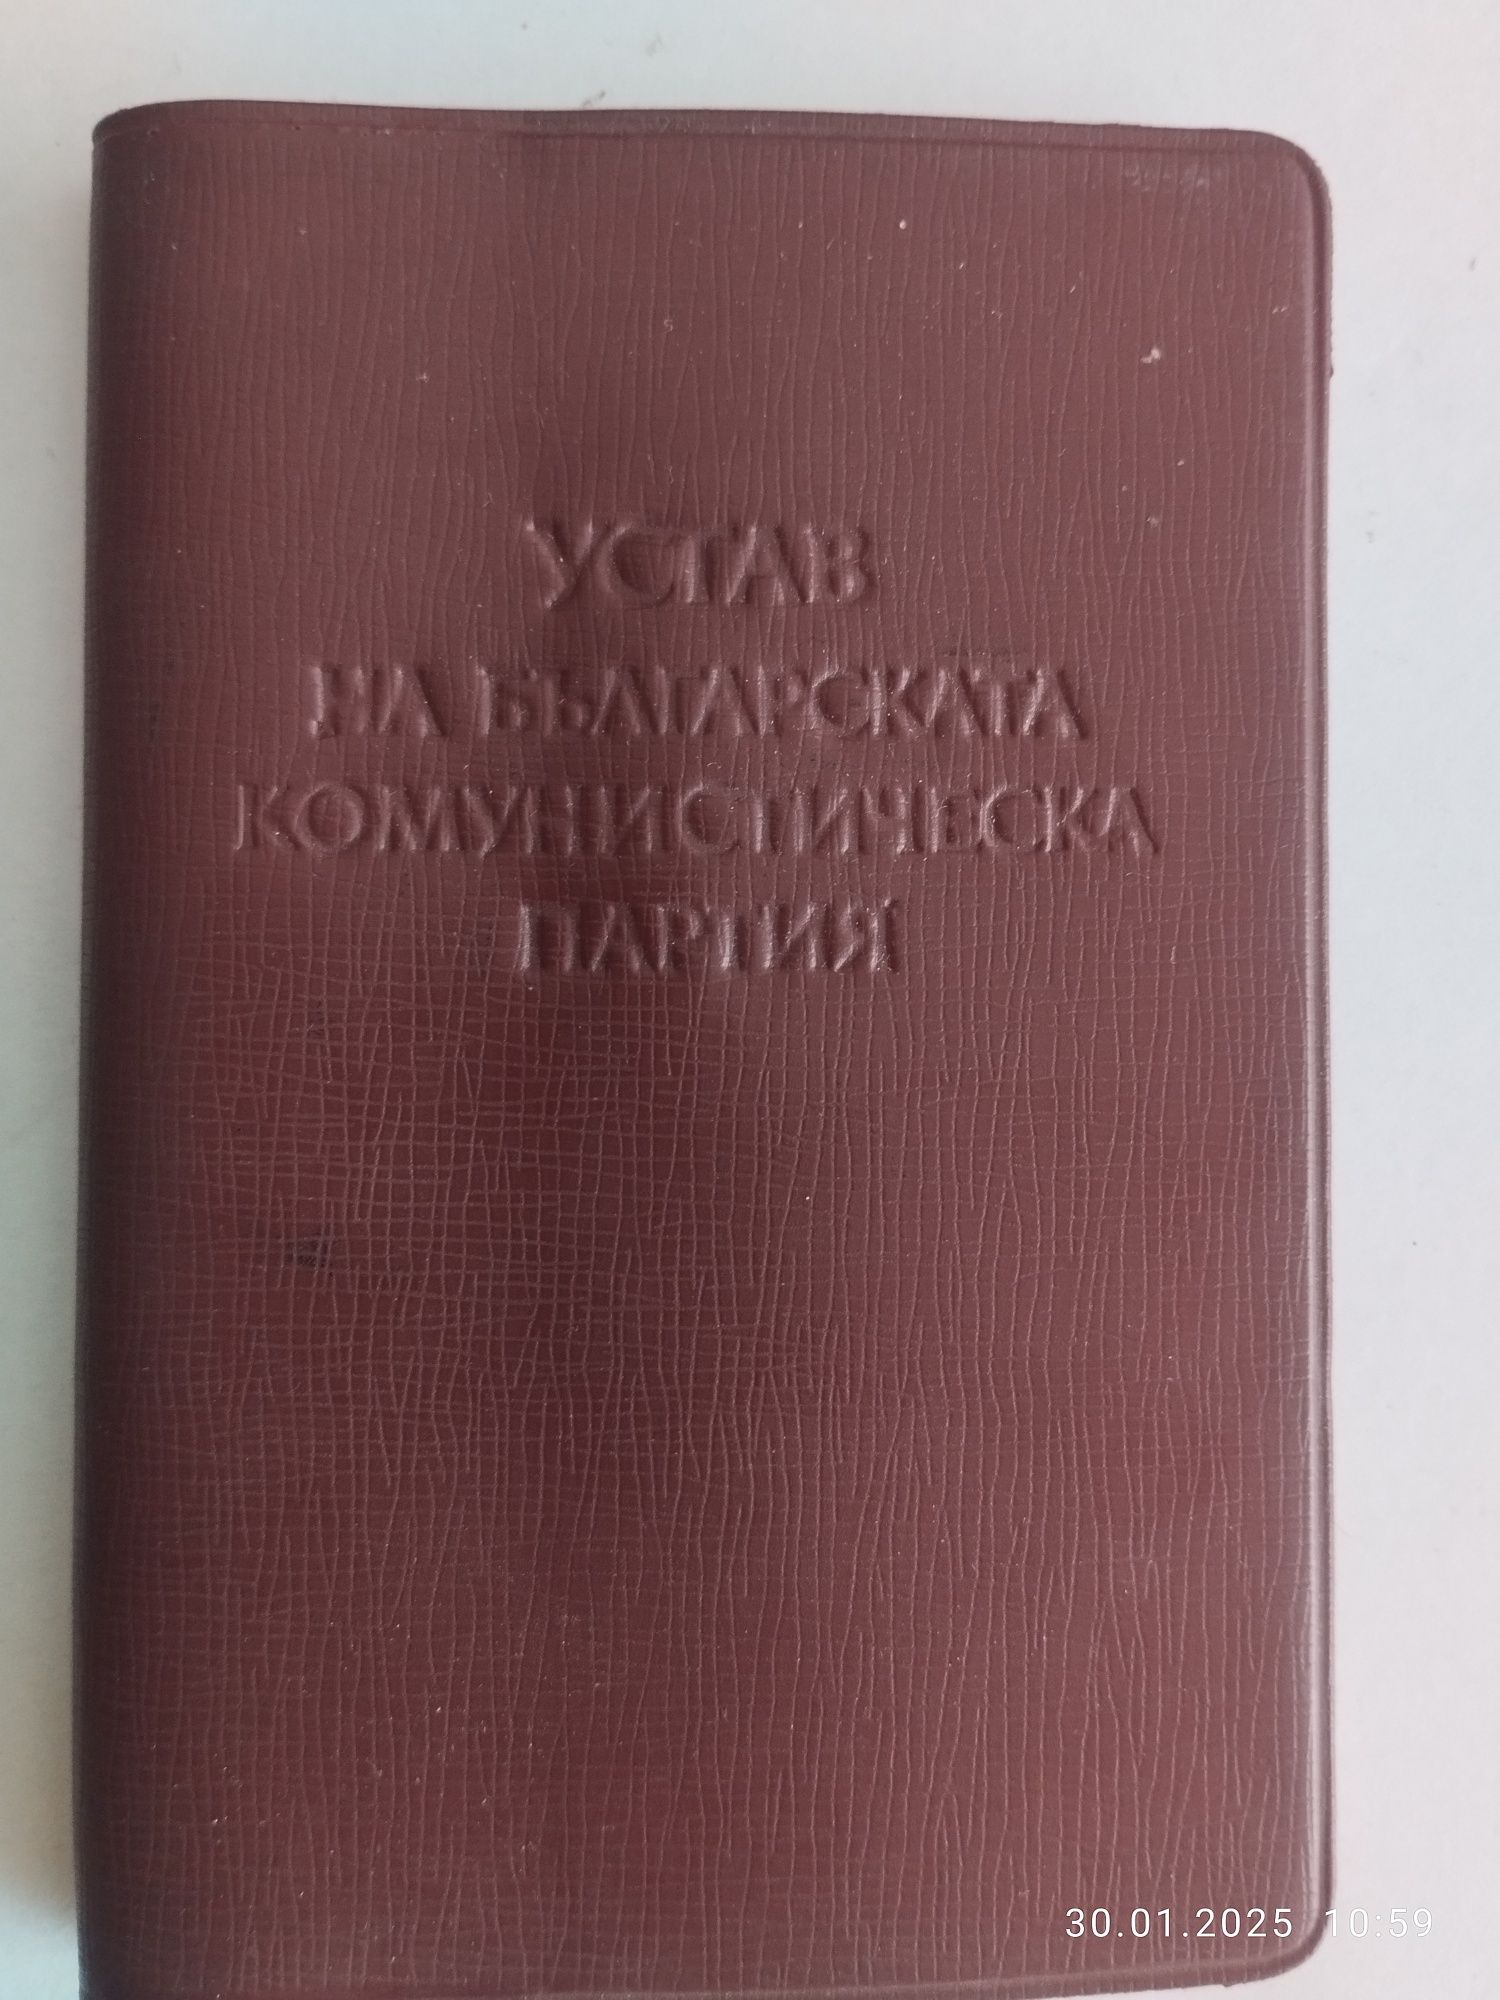 УСТАВ
НА БЪЛГАРСКАТА
КОМУНИСТИЧЕСКА
ПАРТИЯ
30.01.2025 10:59